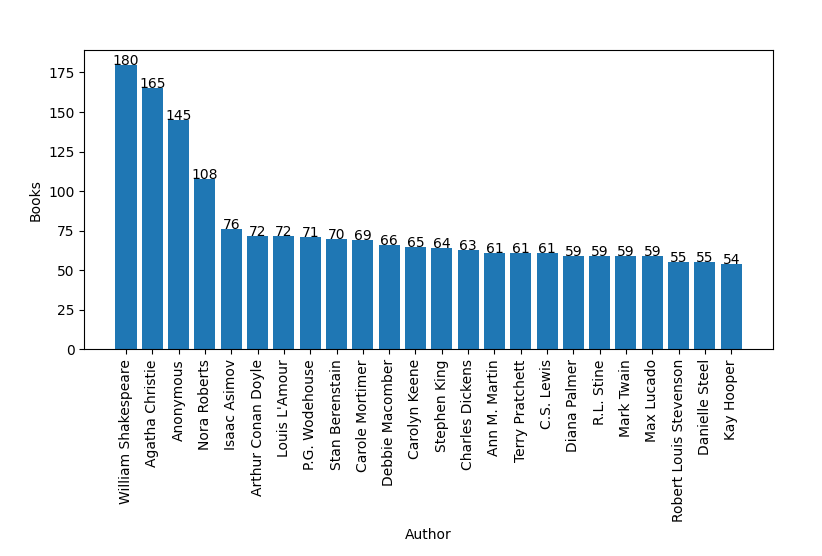 Books
175
150
125
100
75
50
25
0
180
165
145
108
76
72
72
71
70
69
66
65
64
63
61
61
61
59
59
59
59
55
55
54
William Shakespeare
Agatha Christie
Anonymous
Nora Roberts
Isaac Asimov
Arthur Conan Doyle
Louis L'Amour
P.G. Wodehouse
Stan Berenstain
Carole Mortimer
Debbie Macomber
Carolyn Keene
Stephen King
Charles Dickens
Ann M. Martin
Terry Pratchett
C.S. Lewis
Diana Palmer
R.L. Stine
Mark Twain
Max Lucado
Robert Louis Stevenson
Danielle Steel
Kay Hooper
Author